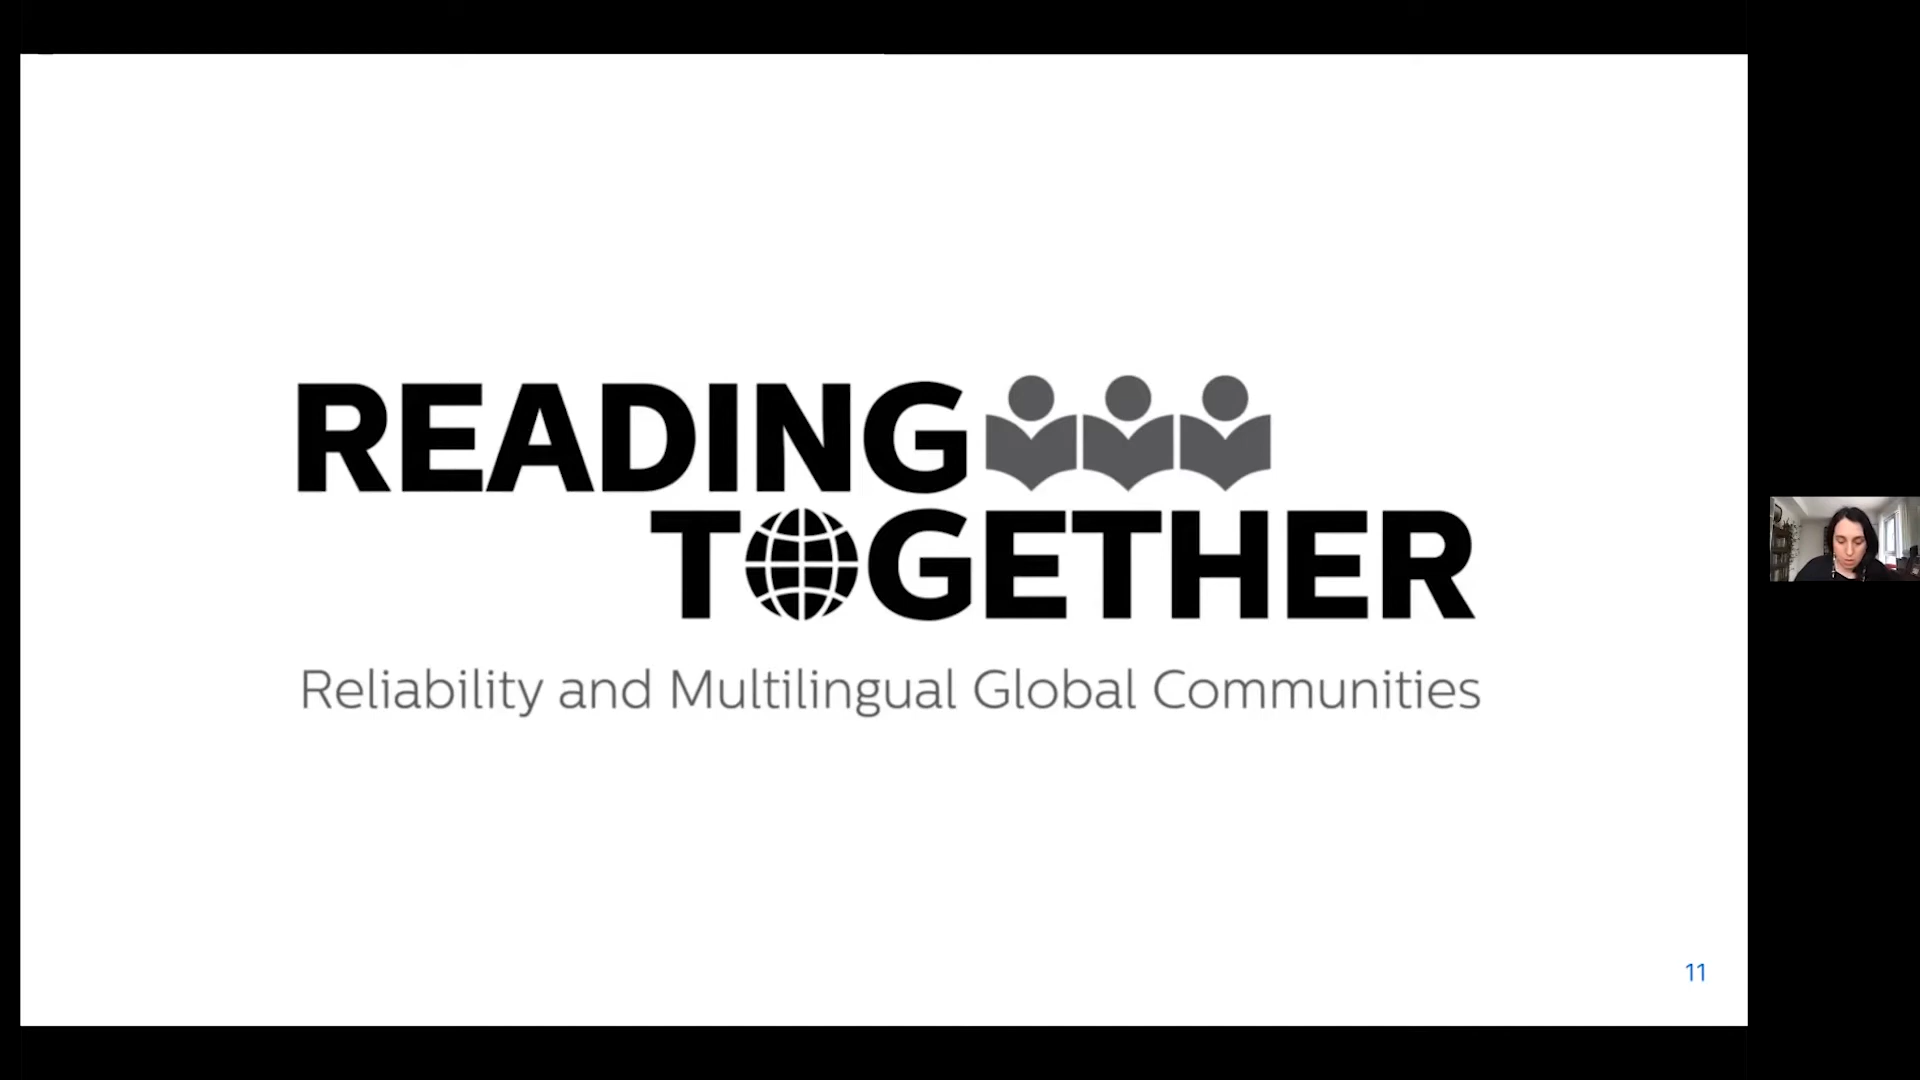 READING
TOGETHER
Reliability and Multilingual Global Communities
11